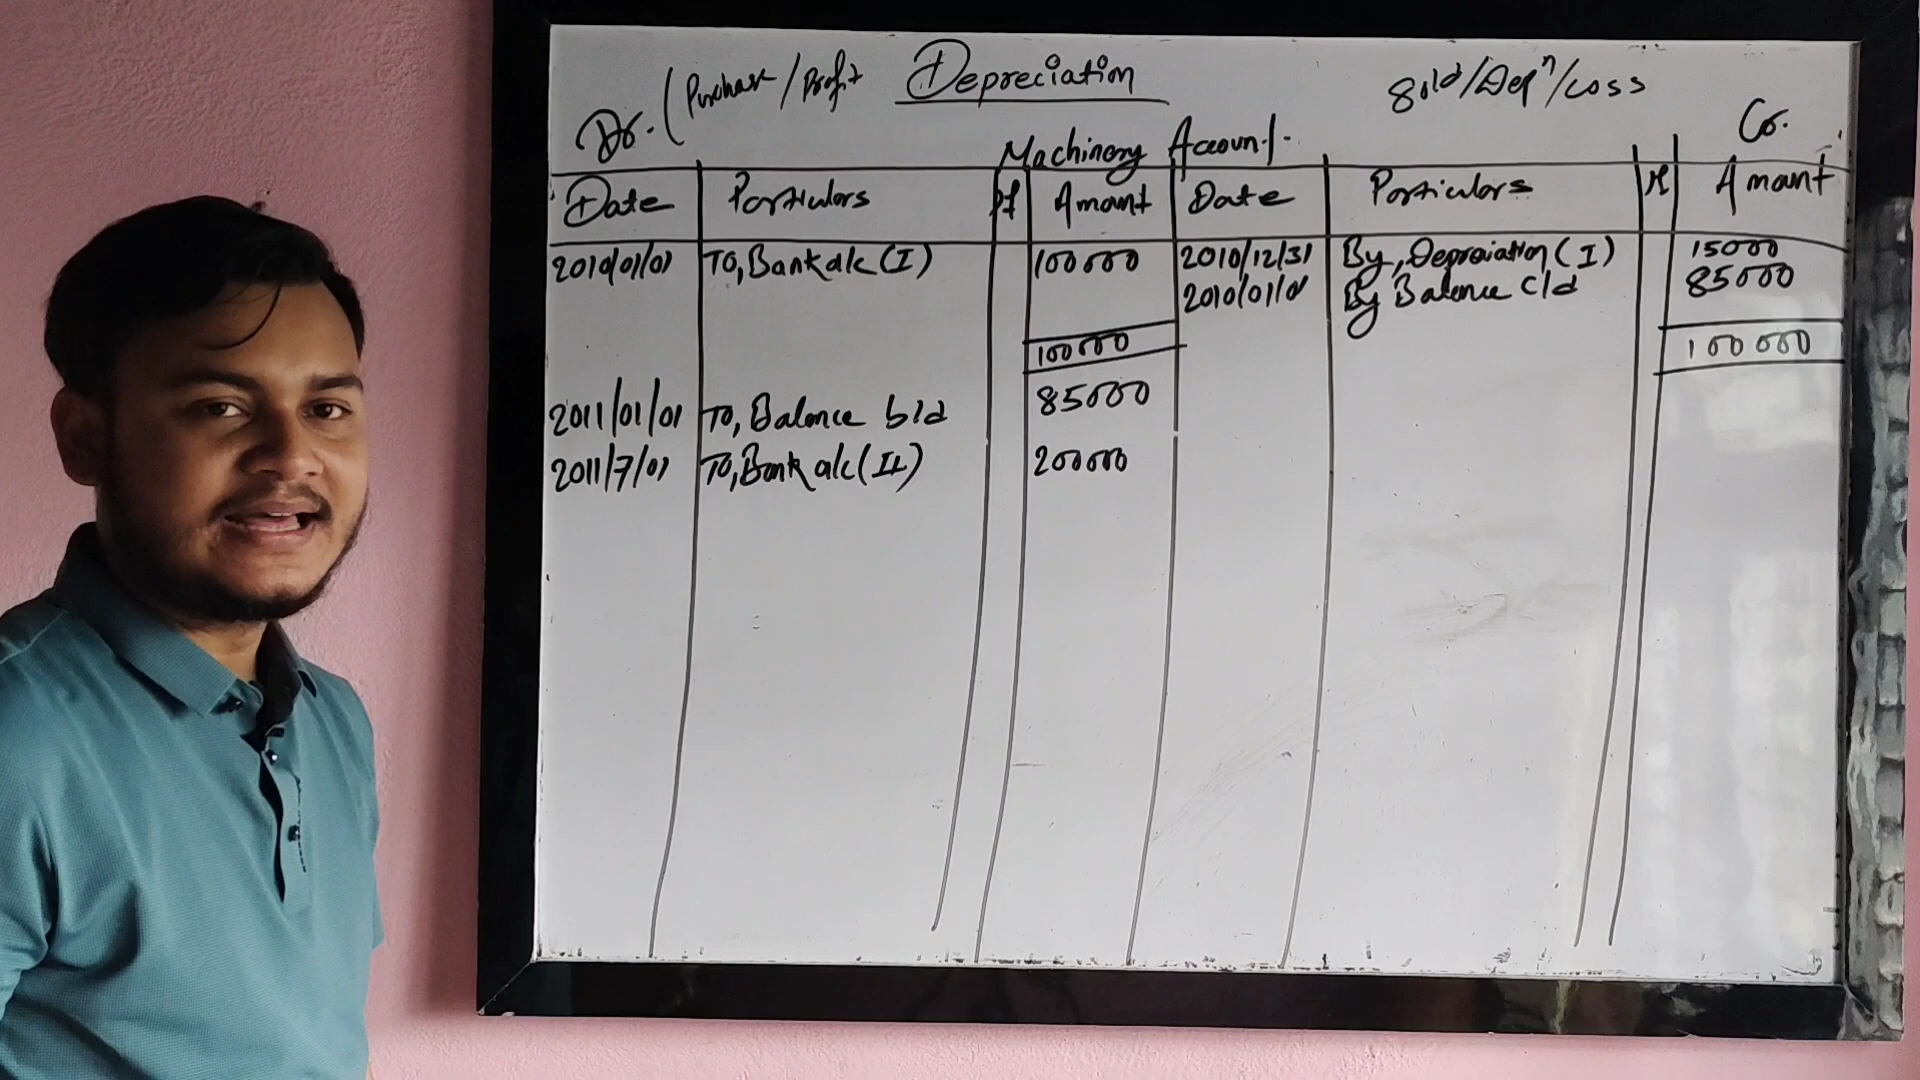 Dr. (Purchase/Profit Depreciation Sold/Depn/Loss
Machinery Account. Cr.
Date Particulars Pf Amount Date Particulars Amount
2010/01/01 TO, Bank a/c (I) 100000 2010/12/31 By, Depreciation (I) 15000
2010/01/01 By Balance c/d 85000
100000 100000
2011/01/01 TO, Balance b/d 85000
2011/7/01 TO, Bank a/c (II) 200000